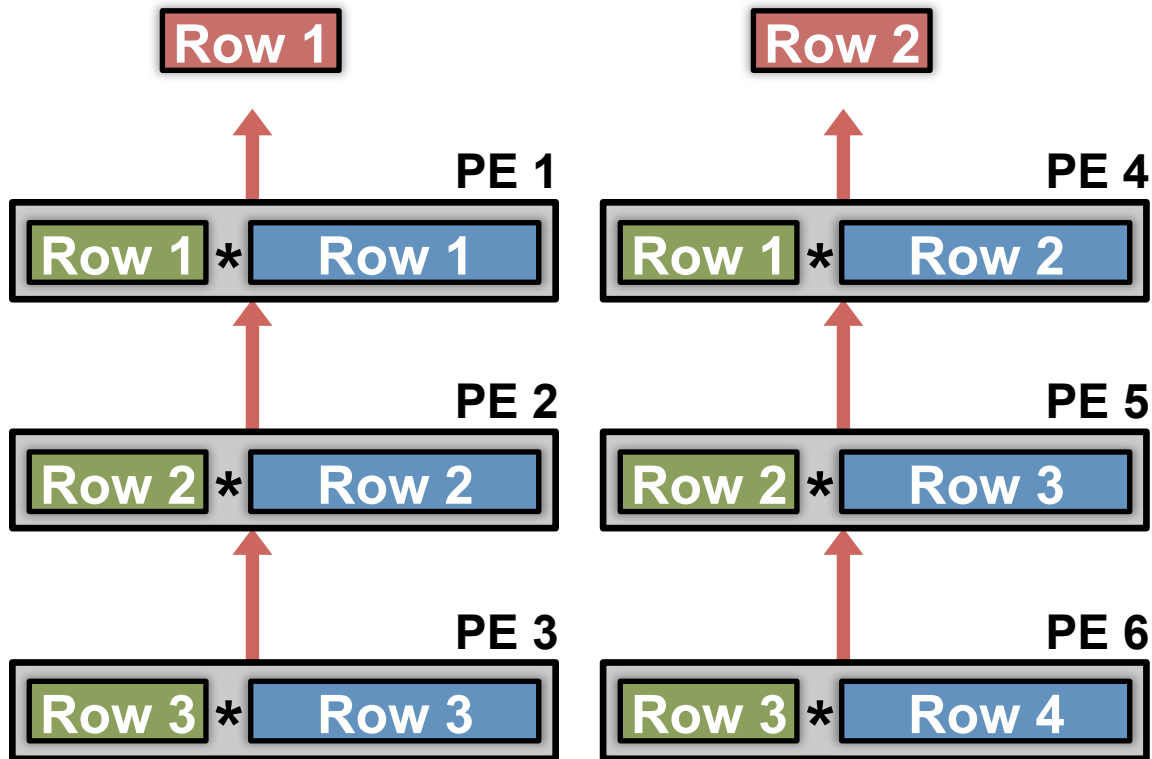 Row 1 Row 2
PE 1 PE 4
Row 1 * Row 1 Row 1 * Row 2
PE 2 PE 5
Row 2 * Row 2 Row 2 * Row 3
PE 3 PE 6
Row 3 * Row 3 Row 3 * Row 4